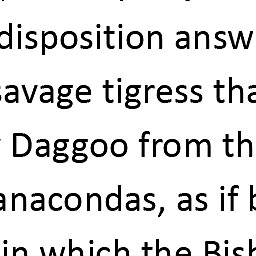 disposition answ
savage tigress tha
Daggoo from th
anacondas, as if b
in which the Bish